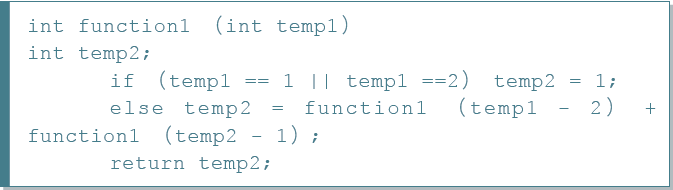 int function1 (int temp1)
int temp2;
if (temp1 == 1 || temp1 ==2) temp2 = 1;
else temp2 = function1 (temp1 - 2) +
function1 (temp2 - 1) ;
return temp2;